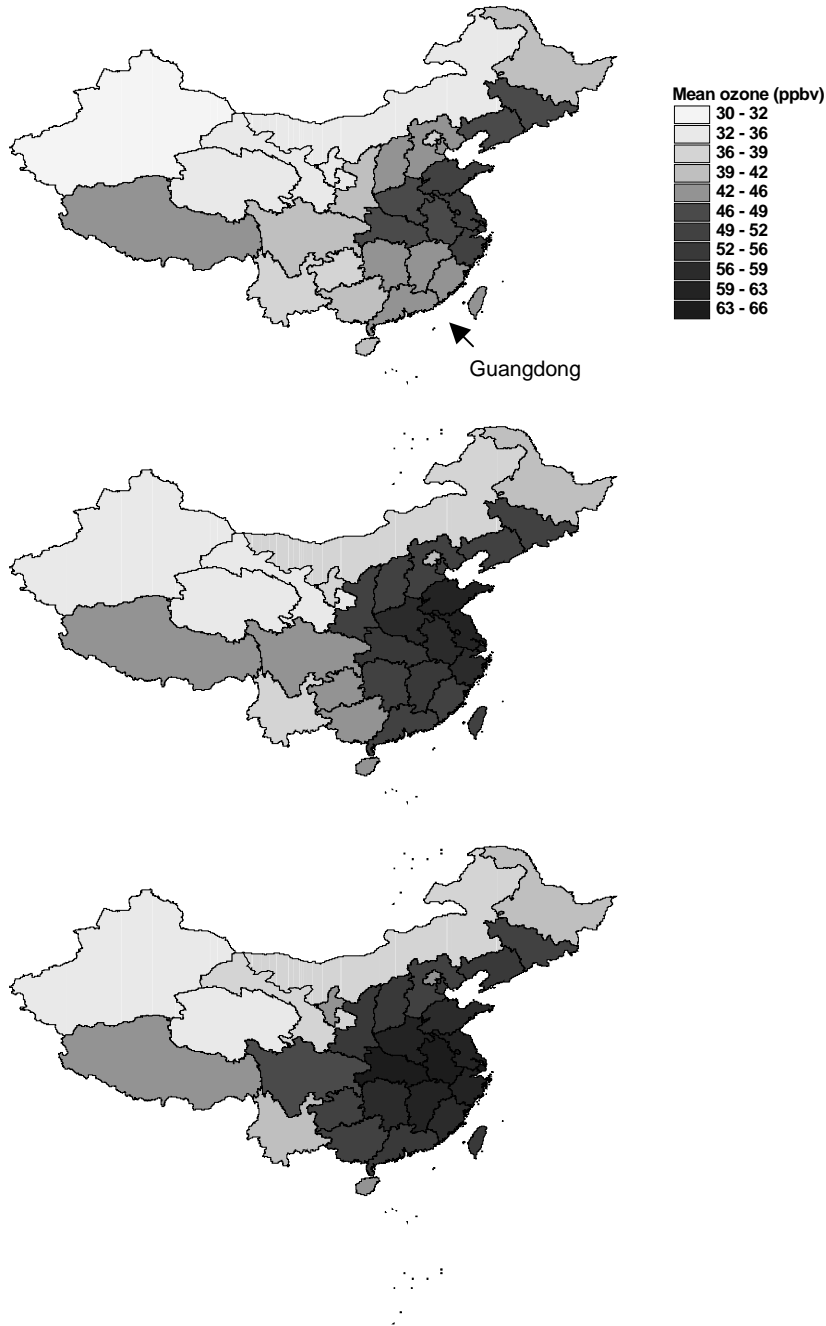 Mean ozone (ppbv)
30 - 32
32 - 36
36 - 39
39 - 42
42 - 46
46 - 49
49 - 52
52 - 56
56 - 59
59 - 63
63 - 66
Guangdong